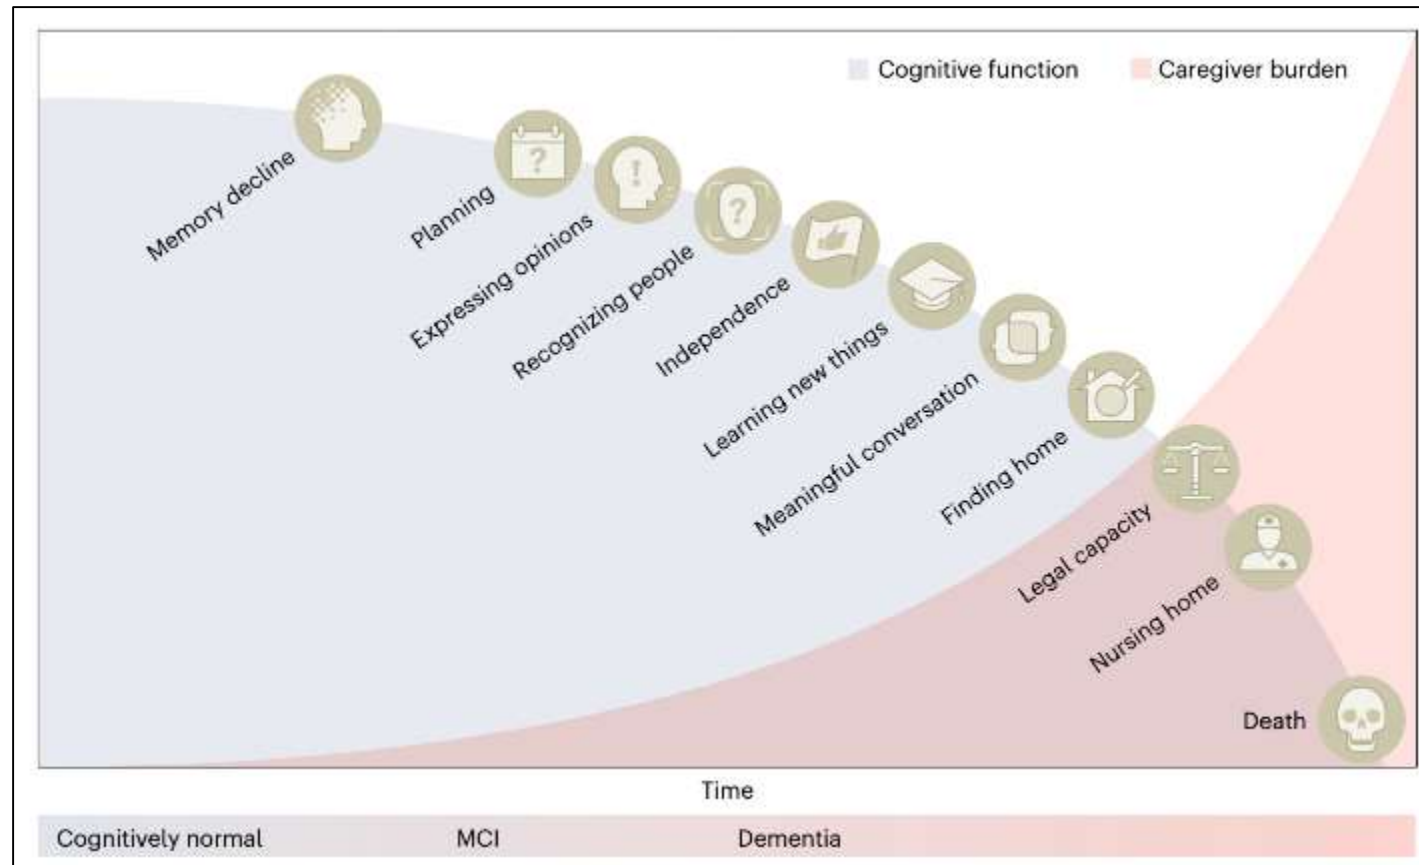 Cognitive function
Caregiver burden
Memory decline
Planning
?
Expressing opinions
!
Recognizing people
?
Independence
Learning new things
Meaningful conversation
Finding home
Legal capacity
Nursing home
Death
Time
Cognitively normal
MCI
Dementia